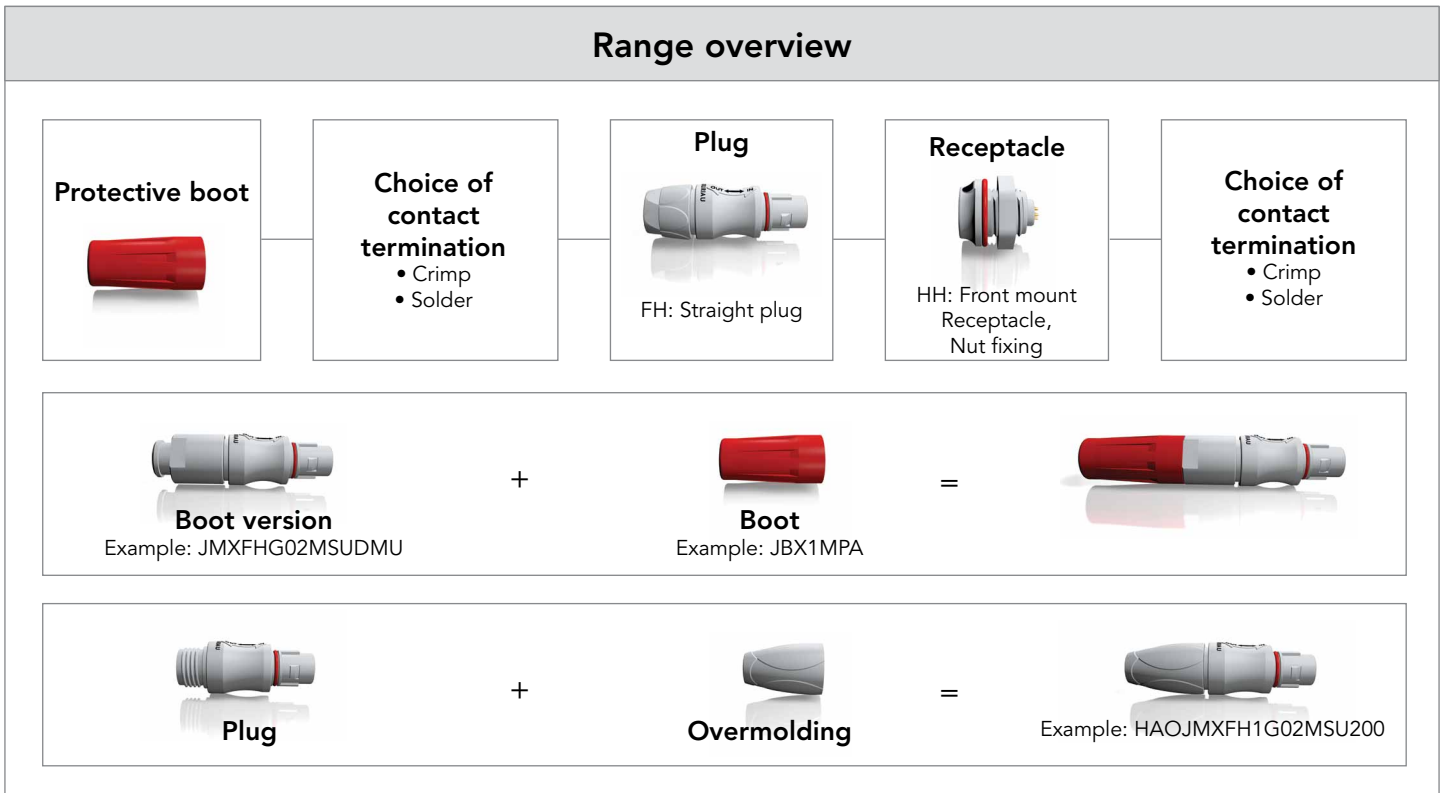 Range overview
Protective boot
Choice of
contact
termination
• Crimp
• Solder
Plug
FH: Straight plug
Receptacle
HH: Front mount
Receptacle,
Nut fixing
Choice of
contact
termination
• Crimp
• Solder
Boot version
Example: JMXFHG02MSUDMU
+
Boot
Example: JBX1MPA
=
Plug
+
Overmolding
=
Example: HAOJMXFH1G02MSU200